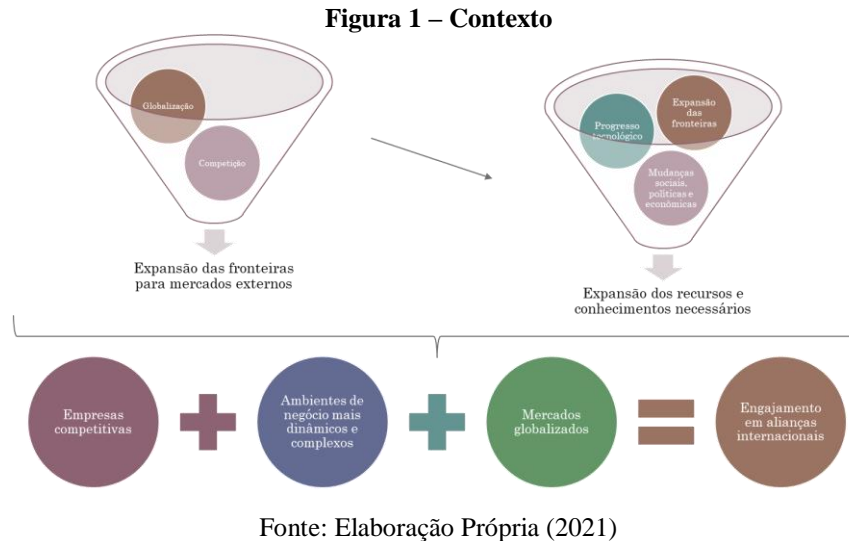 Figura 1 – Contexto
Globalização
Competição
Expansão das fronteiras
para mercados externos
Progresso
tecnológico
Expansão
das
fronteiras
Mudanças
sociais,
políticas e
econômicas
Expansão dos recursos e
conhecimentos necessários
Empresas
competitivas
Ambientes de
negócio mais
dinâmicos e
complexos
Mercados
globalizados
Engajamento
em alianças
internacionais
Fonte: Elaboração Própria (2021)